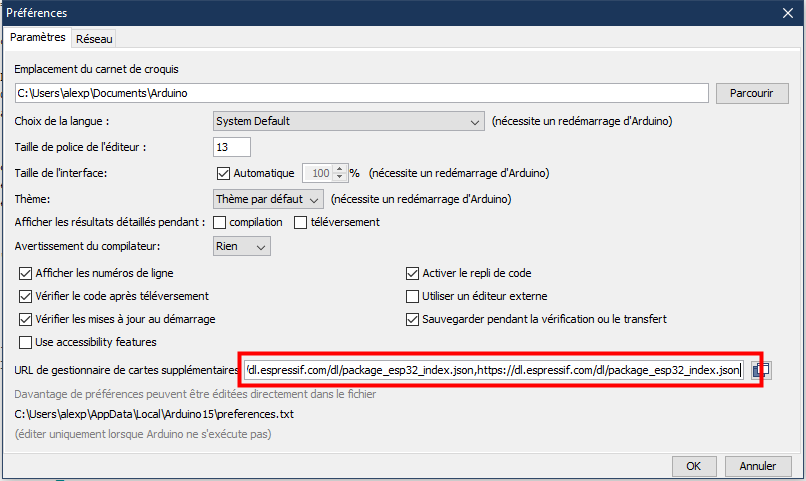 Préférences
Paramètres Réseau
Emplacement du carnet de croquis
C:\Users\alexp\Documents\Arduino Parcourir
Choix de la langue : System Default (nécessite un redémarrage d'Arduino)
Taille de police de l'éditeur : 13
Taille de l'interface: Automatique 100 % (nécessite un redémarrage d'Arduino)
Thème: Thème par défaut (nécessite un redémarrage d'Arduino)
Afficher les résultats détaillés pendant : compilation téléversement
Avertissement du compilateur: Rien
Afficher les numéros de ligne Activer le repli de code
Vérifier le code après téléversement Utiliser un éditeur externe
Vérifier les mises à jour au démarrage Sauvegarder pendant la vérification ou le transfert
Use accessibility features
URL de gestionnaire de cartes supplémentaires /dl.espressif.com/dl/package_esp32_index.json,https://dl.espressif.com/dl/package_esp32_index.json
Davantage de préférences peuvent être éditées directement dans le fichier
C:\Users\alexp\AppData\Local\Arduino15\preferences.txt
(éditer uniquement lorsque Arduino ne s'exécute pas)
OK Annuler